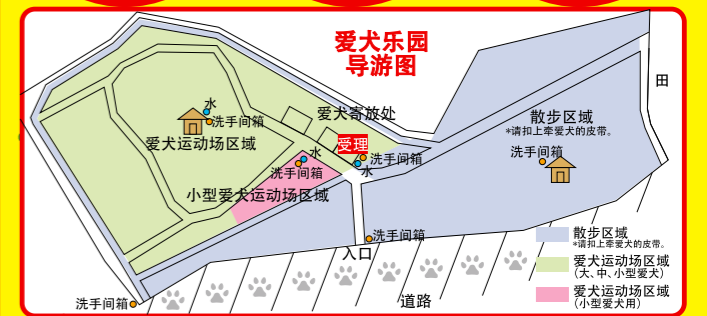 爱犬乐园
导游图
田
水
洗手间箱
爱犬运动场区域
爱犬寄放处
受理
水
洗手间箱
洗手间箱
水
小型爱犬运动场区域
散步区域
*请扣上牵爱犬的皮带。
洗手间箱
洗手间箱
入口
洗手间箱
道路
散步区域
*请扣上牵爱犬的皮带。
爱犬运动场区域
(大、中、小型爱犬)
爱犬运动场区域
(小型爱犬用)